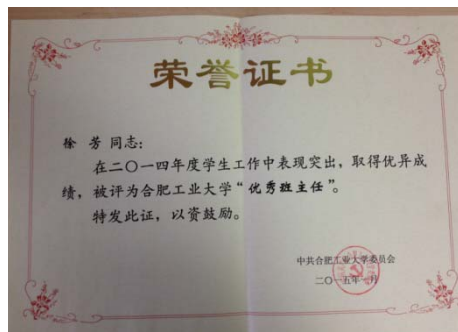 荣誉证书
徐 芳 同志:
在二〇一四年度学生工作中表现突出，取得优异成
绩，被评为合肥工业大学“优秀班主任”。
特发此证，以资鼓励。
中共合肥工业大学委员会
二〇一五年一月